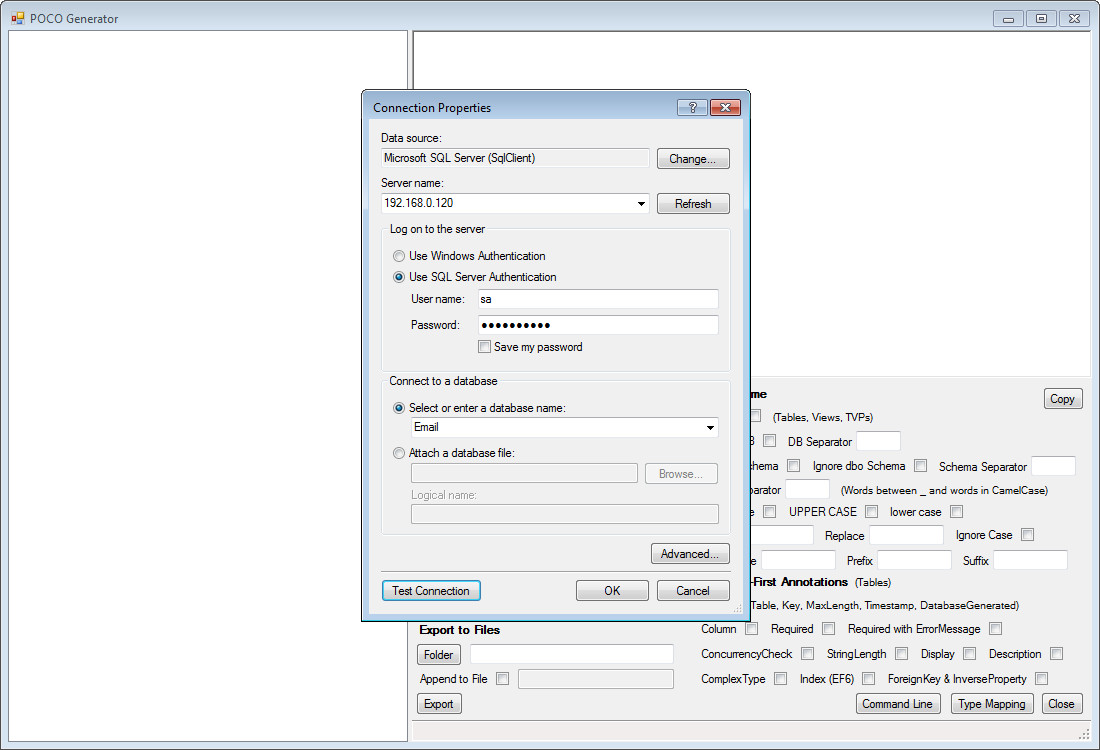 POCO Generator
Connection Properties
Data source:
Microsoft SQL Server (SqlClient)
Change...
Server name:
192.168.0.120
Refresh
Log on to the server
Use Windows Authentication
Use SQL Server Authentication
User name: sa
Password: ●●●●●●●●●●
Save my password
Connect to a database
Select or enter a database name:
Email
Attach a database file:
Browse...
Logical name:
Advanced...
Test Connection OK Cancel
me
Copy
(Tables, Views, TVPs)
DB Separator
hema Ignore dbo Schema Schema Separator
arator (Words between _ and words in CamelCase)
e UPPER CASE lower case
Replace Ignore Case
e Prefix Suffix
-First Annotations (Tables)
Table, Key, MaxLength, Timestamp, DatabaseGenerated)
Export to Files
Column Required Required with ErrorMessage
Folder
ConcurrencyCheck StringLength Display Description
Append to File
ComplexType Index (EF6) ForeignKey & InverseProperty
Export
Command Line Type Mapping Close